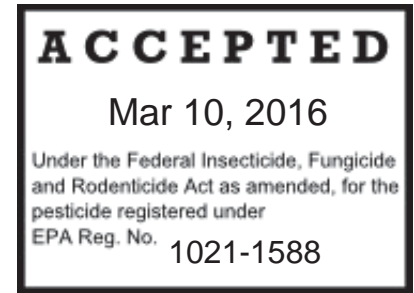 ACCEPTED
Mar 10, 2016
Under the Federal Insecticide, Fungicide
and Rodenticide Act as amended, for the
pesticide registered under
EPA Reg. No. 1021-1588